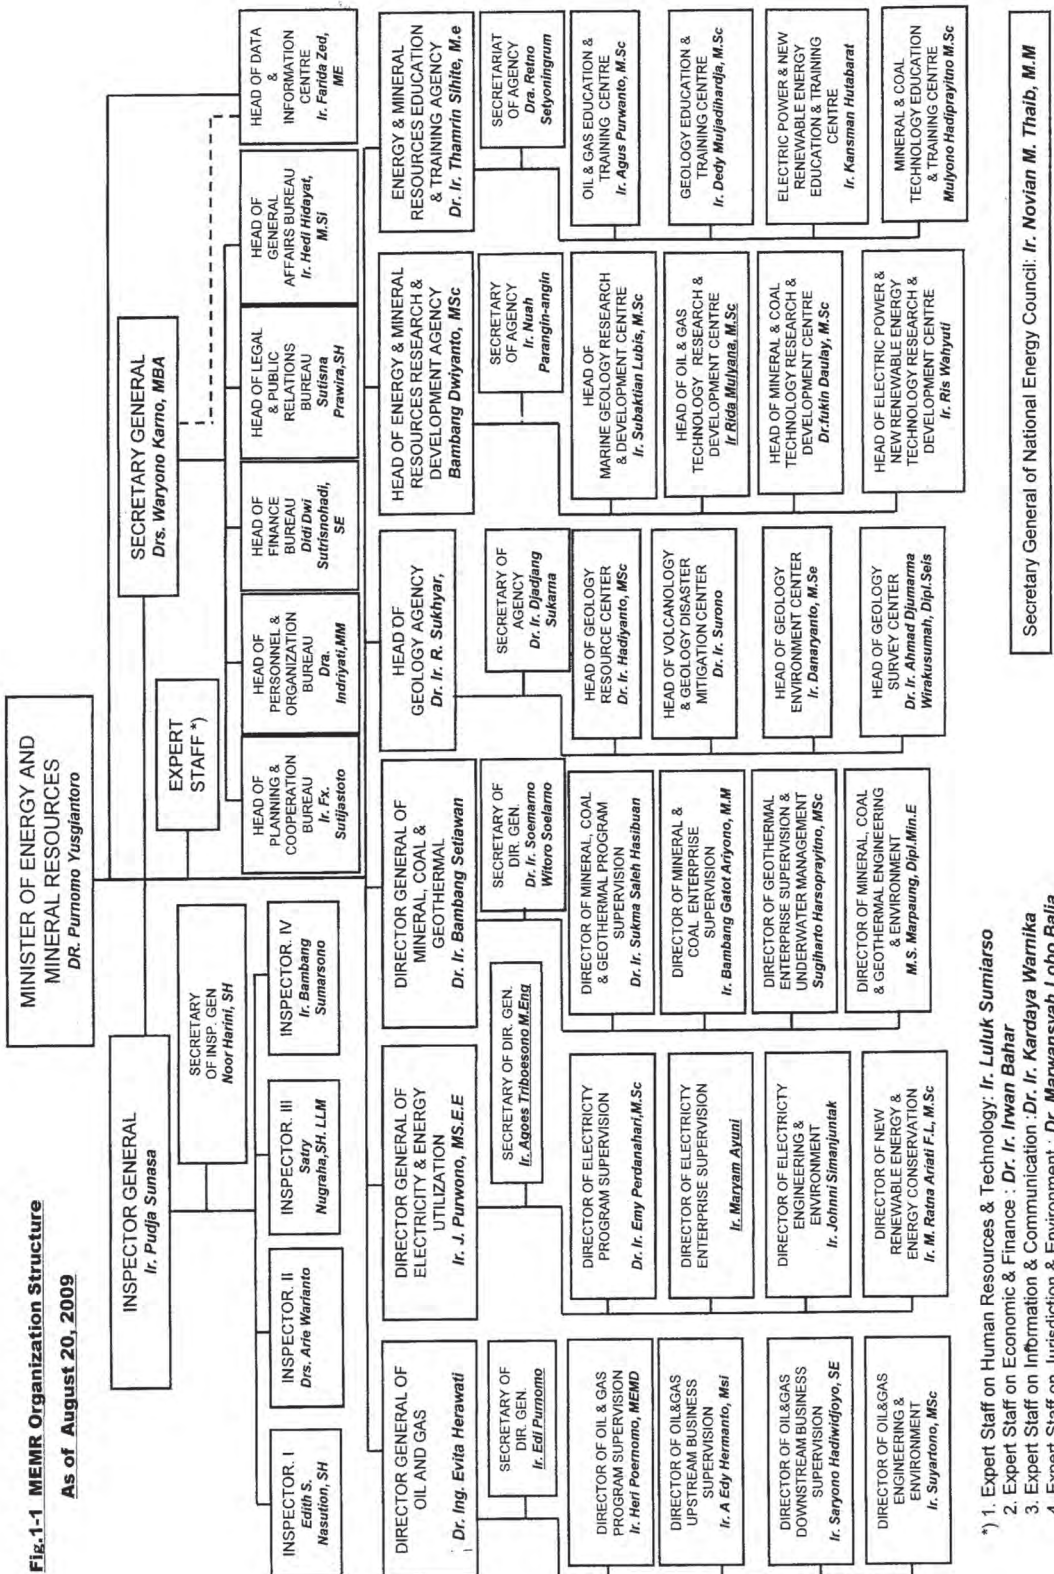 Fig.1-1 MEMR Organization Structure
As of August 20, 2009
MINISTER OF ENERGY AND
MINERAL RESOURCES
DR. Purnomo Yusgiantoro
INSPECTOR GENERAL
Ir. Pudja Sunasa
SECRETARY GENERAL
Drs. Waryono Karno, MBA
EXPERT
STAFF *)
SECRETARY
OF INSP. GEN
Noor Harini, SH
INSPECTOR. I
Edith S.
Nasution, SH
INSPECTOR. II
Drs. Arie Warianto
INSPECTOR. III
Satry
Nugraha,SH. LLM
INSPECTOR. IV
Ir. Bambang
Sumarsono
HEAD OF
PLANNING &
COOPERATION
BUREAU
Ir. Fx.
Sutijastoto
HEAD OF
PERSONNEL &
ORGANIZATION
BUREAU
Dra.
Indriyati,MM
HEAD OF
FINANCE
BUREAU
Didi Dwi
Sutrisnohadi,
SE
HEAD OF LEGAL
& PUBLIC
RELATIONS
BUREAU
Sutisna
Prawira,SH
HEAD OF
GENERAL
AFFAIRS BUREAU
Ir. Hedi Hidayat,
M.Si
HEAD OF DATA
&
INFORMATION
CENTRE
Ir. Farida Zed,
ME
DIRECTOR GENERAL OF
OIL AND GAS
Dr. Ing. Evita Herawati
SECRETARY OF
DIR. GEN.
Ir. Edi Purnomo
DIRECTOR OF OIL & GAS
PROGRAM SUPERVISION
Ir. Heri Poernomo, MEMD
DIRECTOR OF OIL&GAS
UPSTREAM BUSINESS
SUPERVISION
Ir. A Edy Hermanto, Msi
DIRECTOR OF OIL&GAS
DOWNSTREAM BUSINESS
SUPERVISION
Ir. Saryono Hadiwidjoyo, SE
DIRECTOR OF OIL&GAS
ENGINEERING &
ENVIRONMENT
Ir. Suyartono, MSc
DIRECTOR GENERAL OF
ELECTRICITY & ENERGY
UTILIZATION
Ir. J. Purwono, MS.E.E
SECRETARY OF DIR. GEN.
Ir. Agoes Triboesono M.Eng
DIRECTOR OF ELECTRICTY
PROGRAM SUPERVISION
Dr. Ir. Emy Perdanahari,M.Sc
DIRECTOR OF ELECTRICTY
ENTERPRISE SUPERVISION
Ir. Maryam Ayuni
DIRECTOR OF ELECTRICTY
ENGINEERING &
ENVIRONMENT
Ir. Johnni Simanjuntak
DIRECTOR OF NEW
RENEWABLE ENERGY &
ENERGY CONSERVATION
Ir. M. Ratna Ariati F.L, M.Sc
DIRECTOR GENERAL OF
MINERAL, COAL &
GEOTHERMAL
Dr. Ir. Bambang Setiawan
SECRETARY OF
DIR. GEN.
Dr. Ir. Soemarno
Witoro Soelarno
DIRECTOR OF MINERAL, COAL
& GEOTHERMAL PROGRAM
SUPERVISION
Dr. Ir. Sukma Saleh Hasibuan
DIRECTOR OF MINERAL &
COAL ENTERPRISE
SUPERVISION
Ir. Bambang Gatot Ariyono, M.M
DIRECTOR OF GEOTHERMAL
ENTERPRISE SUPERVISION &
UNDERWATER MANAGEMENT
Sugiharto Harsoprayitno, MSc
DIRECTOR OF MINERAL, COAL
& GEOTHERMAL ENGINEERING
& ENVIRONMENT
M.S. Marpaung, Dipl.Min.E
HEAD OF
GEOLOGY AGENCY
Dr. Ir. R. Sukhyar,
SECRETARY OF
AGENCY
Dr. Ir. Djadjang
Sukarna
HEAD OF GEOLOGY
RESOURCE CENTER
Dr. Ir. Hadiyanto, MSc
HEAD OF VOLCANOLOGY
& GEOLOGY DISASTER
MITIGATION CENTER
Dr. Ir. Surono
HEAD OF GEOLOGY
ENVIRONMENT CENTER
Ir. Danaryanto, M.Se
HEAD OF GEOLOGY
SURVEY CENTER
Dr. Ir. Ahmad Djumarma
Wirakusumah, Dipl.Seis
HEAD OF ENERGY & MINERAL
RESOURCES RESEARCH &
DEVELOPMENT AGENCY
Bambang Dwiyanto, MSc
SECRETARY
OF AGENCY
Ir. Nuah
Parangin-angin
HEAD OF
MARINE GEOLOGY RESEARCH
& DEVELOPMENT CENTRE
Ir. Subaktian Lubis, M.Sc
HEAD OF OIL & GAS
TECHNOLOGY RESEARCH &
DEVELOPMENT CENTRE
Ir Rida Mulyana, M.Sc
HEAD OF MINERAL & COAL
TECHNOLOGY RESEARCH &
DEVELOPMENT CENTRE
Dr.fukin Daulay, M.Sc
HEAD OF ELECTRIC POWER &
NEW RENEWABLE ENERGY
TECHNOLOGY RESEARCH &
DEVELOPMENT CENTRE
Ir. Ris Wahyuti
ENERGY & MINERAL
RESOURCES EDUCATION
& TRAINING AGENCY
Dr. Ir. Thamrin Sihite, M.e
SECRETARIAT
OF AGENCY
Dra. Retno
Setyoningrum
OIL & GAS EDUCATION &
TRAINING CENTRE
Ir. Agus Purwanto, M.Sc
GEOLOGY EDUCATION &
TRAINING CENTRE
Ir. Dedy Muljadihardja, M.Sc
ELECTRIC POWER & NEW
RENEWABLE ENERGY
EDUCATION & TRAINING
CENTRE
Ir. Kansman Hutabarat
MINERAL & COAL
TECHNOLOGY EDUCATION
& TRAINING CENTRE
Mulyono Hadiprayitno M.Sc
*) 1. Expert Staff on Human Resources & Technology: Ir. Luluk Sumiarso
2. Expert Staff on Economic & Finance : Dr. Ir. Irwan Bahar
3. Expert Staff on Information & Communication :Dr. Ir. Kardaya Warnika
4. Expert Staff on Jurisdiction & Environment : Dr. Marwansyah Lobo Balia
Secretary General of National Energy Council: Ir. Novian M. Thaib, M.M